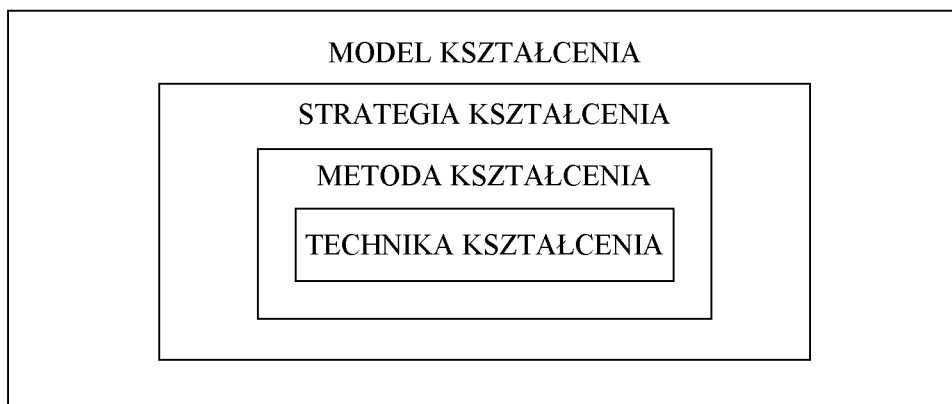 MODEL KSZTAŁCENIA
STRATEGIA KSZTAŁCENIA
METODA KSZTAŁCENIA
TECHNIKA KSZTAŁCENIA